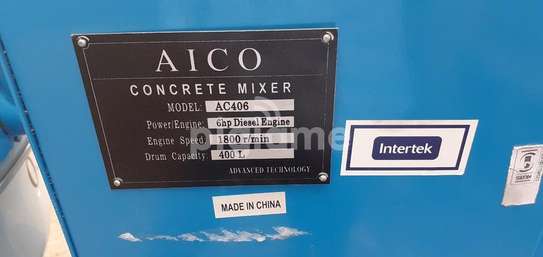 AICO
CONCRETE MIXER
MODEL: AC406
Power/Engine: 6hp Diesel Engine
Engine Speed: 1800 r/min
Drum Capacity: 400 L
ADVANCED TECHNOLOGY
Intertek
MADE IN CHINA